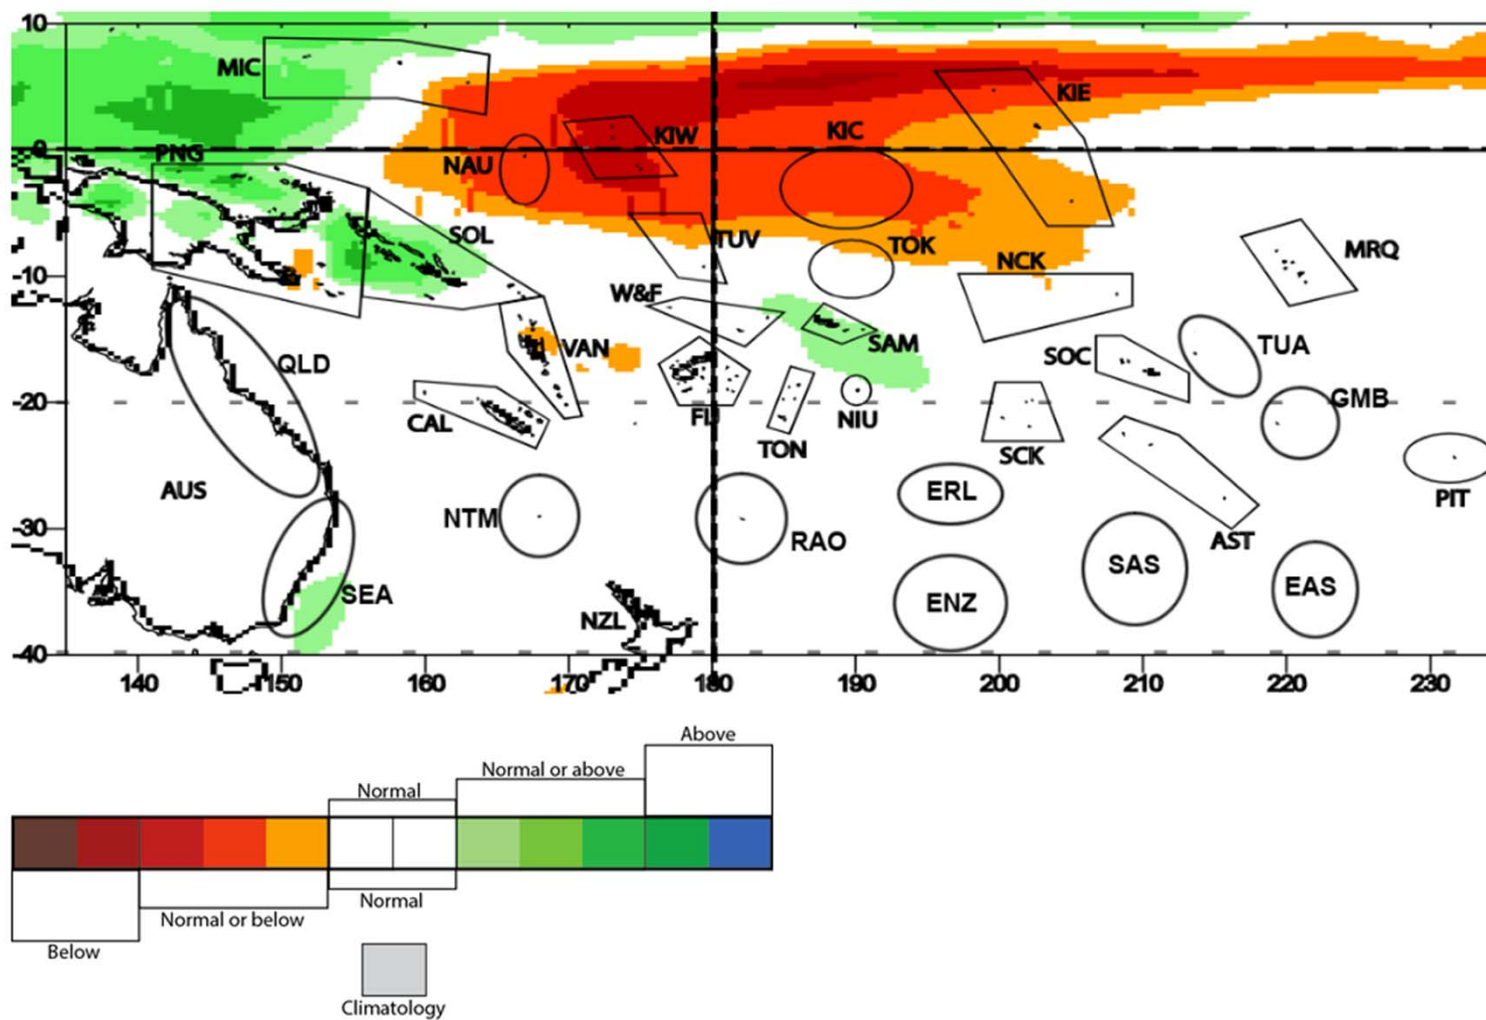 10
MIC
KIE
KIW
KIC
0
PNG
NAU
SOL
TUV
TOK
NCK
MRQ
-10
W&F
QLD
VAN
SAM
SOC
TUA
-20
CAL
FIJ
TON
NIU
SCK
GMB
AUS
NTM
ERL
PIT
-30
RAO
AST
SEA
NZL
ENZ
SAS
EAS
-40
140 150 160 170 180 190 200 210 220 230
Above
Normal or above
Normal
Normal
Normal or below
Below
Climatology